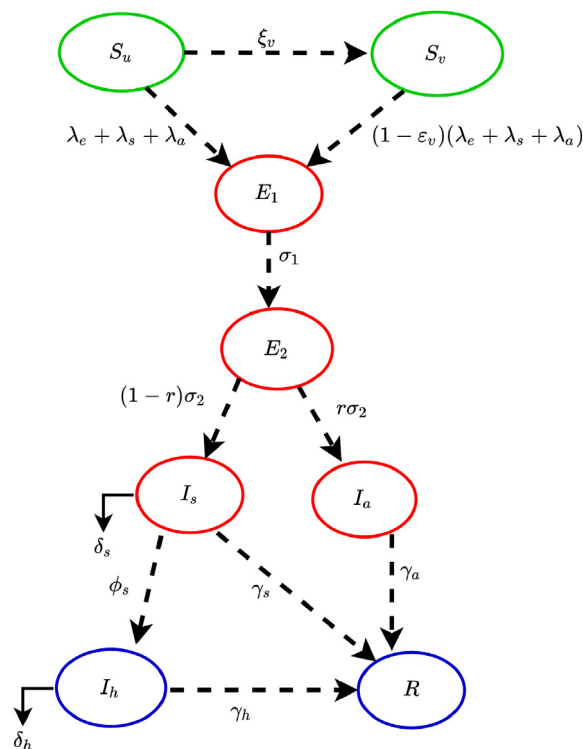 S_u ξ_v S_v
λ_e + λ_s + λ_a (1 − ε_v)(λ_e + λ_s + λ_a)
E_1
σ_1
E_2
(1 − r)σ_2 rσ_2
I_s I_a
δ_s
ϕ_s γ_s γ_a
I_h R
γ_h
δ_h